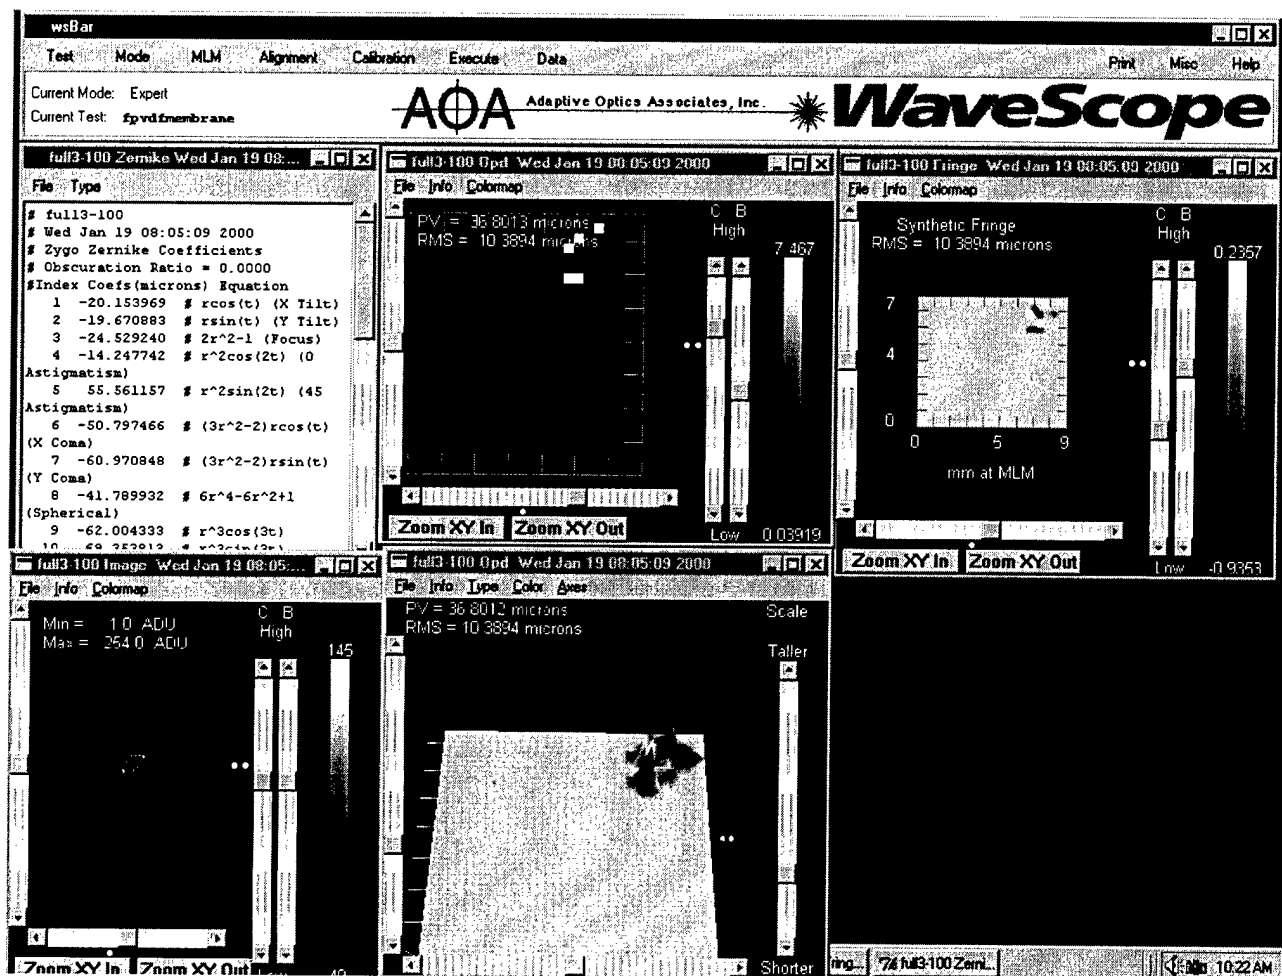 wsBar
Test Mode MLM Alignment Calibration Execute Data Print Misc Help
Current Mode: Expert
Current Test: fpvdfmembrane
AOA Adaptive Optics Associates, Inc. WaveScope
full3-100 Zernike Wed Jan 19 08:...
File Type
# full3-100
# Wed Jan 19 08:05:09 2000
# Zygo Zernike Coefficients
# Obscuration Ratio = 0.0000
#Index Coefs(microns) Equation
1 -20.153969 # rcos(t) (X Tilt)
2 -19.670883 # rsin(t) (Y Tilt)
3 -24.529240 # 2r^2-1 (Focus)
4 -14.247742 # r^2cos(2t) (0
Astigmatism)
5 55.561157 # r^2sin(2t) (45
Astigmatism)
6 -50.797466 # (3r^2-2)rcos(t)
(X Coma)
7 -60.970848 # (3r^2-2)rsin(t)
(Y Coma)
8 -41.789932 # 6r^4-6r^2+1
(Spherical)
9 -62.004333 # r^3cos(3t)
full3-100 Opd Wed Jan 19 08:05:09 2000
File Info Colormap
PV = 36.8013 microns
RMS = 10.3894 microns
C B
High
7.467
Zoom XY In Zoom XY Out
Low 0.03919
full3-100 Fringe Wed Jan 19 08:05:09 2000
File Info Colormap
Synthetic Fringe
RMS = 10.3894 microns
C B
High
0.2357
7
4
0
0 5 9
mm at MLM
Zoom XY In Zoom XY Out
Low -0.9353
full3-100 Image Wed Jan 19 08:05:...
File Info Colormap
Min = 1.0 ADU
Max = 254.0 ADU
C B
High
145
Zoom XY In Zoom XY Out
full3-100 Opd Wed Jan 19 08:05:09 2000
File Info Type Color Axes
PV = 36.8012 microns
RMS = 10.3894 microns
Scale
Taller
Shorter
ring... full3-100 Zerni...
10:22 AM